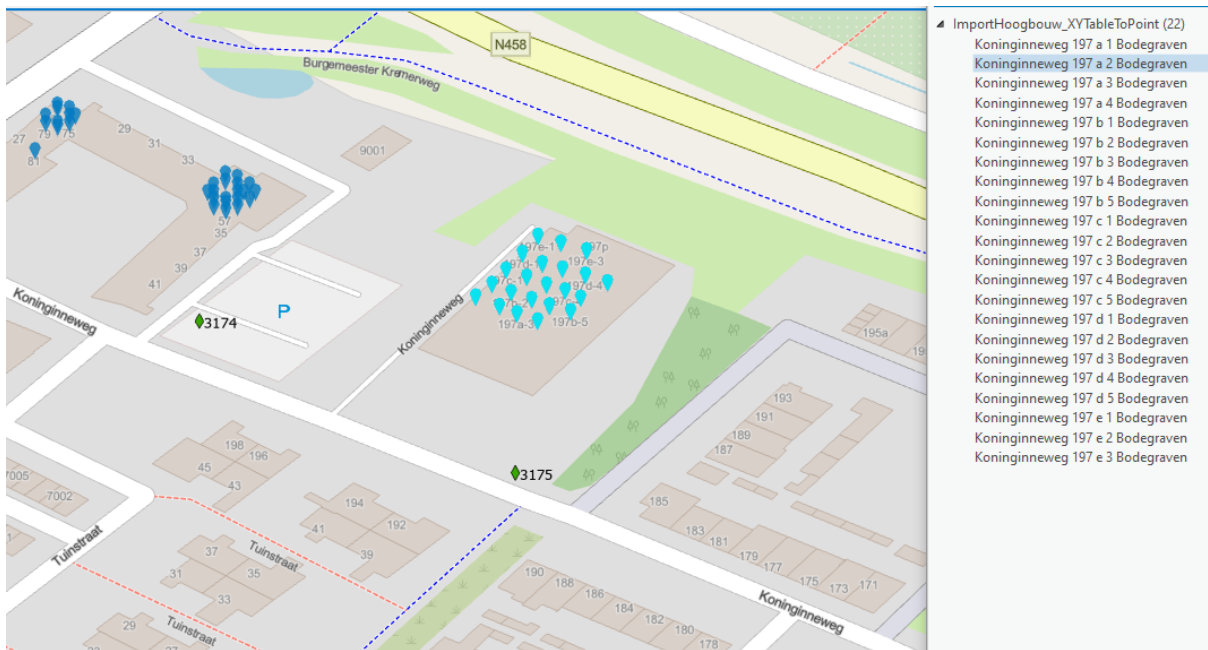 N458
Burgemeester Kremerweg
27
79
75
29
31
33
81
9001
57
35
37
39
41
197e-1
197p
197d-1
197e-3
197c-1
197d-4
197b-2
197a-3
197b-5
Koninginneweg
Koninginneweg
P
3174
195a
193
191
189
187
198
196
45
43
3175
7005
7002
194
192
41
39
185
183
181
179
177
175
173
171
Tuinstraat
Tuinstraat
37
31
35
33
190
188
186
184
182
180
178
Koninginneweg
29
Tuinstraat
ImportHoogbouw_XYTableToPoint (22)
Koninginneweg 197 a 1 Bodegraven
Koninginneweg 197 a 2 Bodegraven
Koninginneweg 197 a 3 Bodegraven
Koninginneweg 197 a 4 Bodegraven
Koninginneweg 197 b 1 Bodegraven
Koninginneweg 197 b 2 Bodegraven
Koninginneweg 197 b 3 Bodegraven
Koninginneweg 197 b 4 Bodegraven
Koninginneweg 197 b 5 Bodegraven
Koninginneweg 197 c 1 Bodegraven
Koninginneweg 197 c 2 Bodegraven
Koninginneweg 197 c 3 Bodegraven
Koninginneweg 197 c 4 Bodegraven
Koninginneweg 197 c 5 Bodegraven
Koninginneweg 197 d 1 Bodegraven
Koninginneweg 197 d 2 Bodegraven
Koninginneweg 197 d 3 Bodegraven
Koninginneweg 197 d 4 Bodegraven
Koninginneweg 197 d 5 Bodegraven
Koninginneweg 197 e 1 Bodegraven
Koninginneweg 197 e 2 Bodegraven
Koninginneweg 197 e 3 Bodegraven